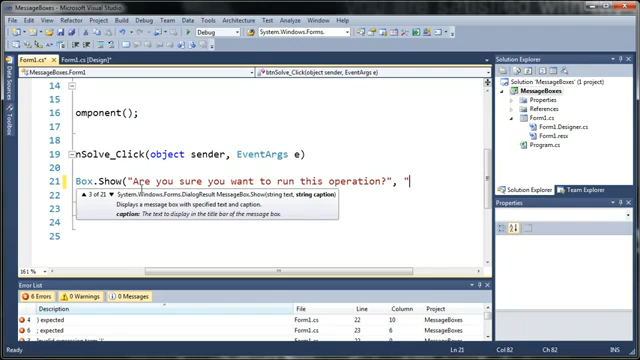 MessageBoxes - Microsoft Visual Studio
File Edit View Refactor Project Build Debug Team Data Tools Architecture Test Analyze Window Help
Debug System.Windows.Forms.
Form1.cs* Form1.cs [Design]*
MessageBoxes.Form1 btnSolve_Click(object sender, EventArgs e)
14
16 omponent();
17
18
19 nSolve_Click(object sender, EventArgs e)
20
21 Box.Show("Are you sure you want to run this operation?", "
22
23
25
3 of 21 System.Windows.Forms.DialogResult MessageBox.Show(string text, string caption)
Displays a message box with specified text and caption.
caption: The text to display in the title bar of the message box.
161 %
Data Sources
Toolbox
Solution Explorer
Solution 'MessageBoxes' (1 project)
MessageBoxes
Properties
References
Form1.cs
Form1.Designer.cs
Form1.resx
Program.cs
Solution Explorer Team Explorer
Properties
Error List
6 Errors 0 Warnings 0 Messages
Description File Line Column Project
4 ) expected Form1.cs 22 10 MessageBoxes
6 ; expected Form1.cs 23 6 MessageBoxes
Ready Ln 21 Col 82 Ch 82 INS